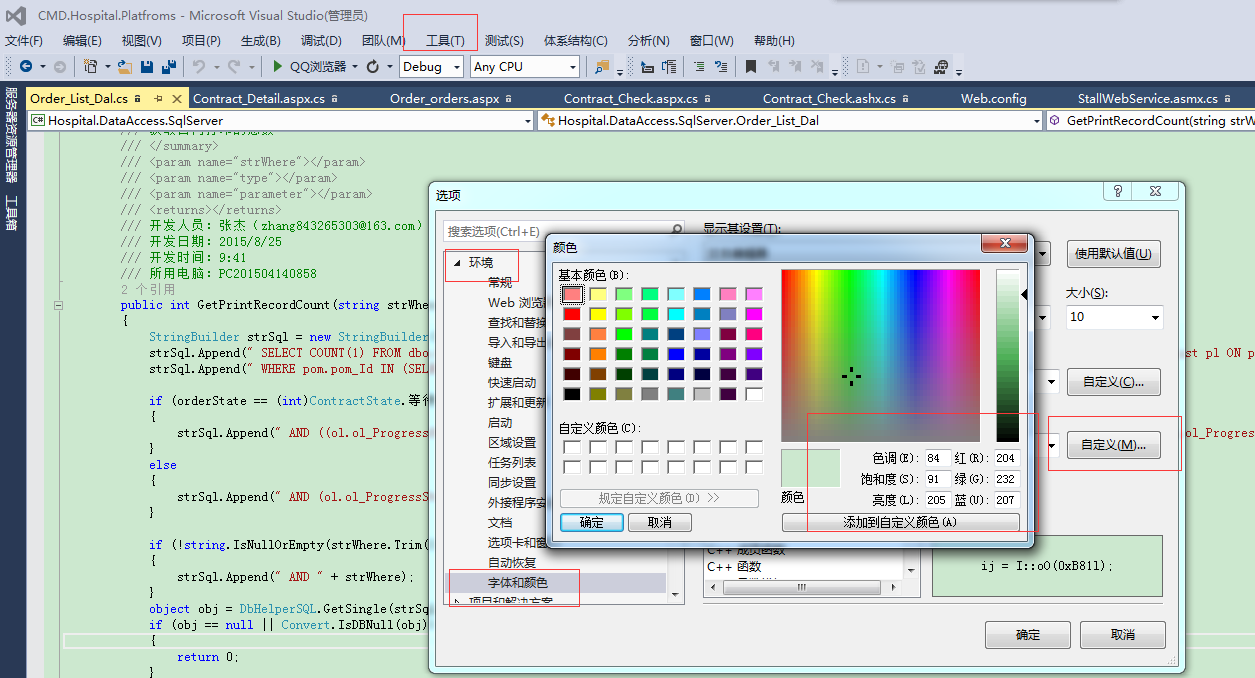 CMD.Hospital.Platfroms - Microsoft Visual Studio(管理员)
文件(F) 编辑(E) 视图(V) 项目(P) 生成(B) 调试(D) 团队(M) 工具(T) 测试(S) 体系结构(C) 分析(N) 窗口(W) 帮助(H)
QQ浏览器 Debug Any CPU
服务器资源管理器
工具箱
Order_List_Dal.cs Contract_Detail.aspx.cs Order_orders.aspx Contract_Check.aspx.cs Contract_Check.ashx.cs Web.config StallWebService.asmx.cs
C# Hospital.DataAccess.SqlServer Hospital.DataAccess.SqlServer.Order_List_Dal GetPrintRecordCount(string strW
/// </summary>
/// <param name="strWhere"></param>
/// <param name="type"></param>
/// <param name="parameter"></param>
/// <returns></returns>
/// 开发人员：张杰（zhang843265303@163.com）
/// 开发日期：2015/8/25
/// 开发时间：9:41
/// 所用电脑：PC201504140858
2 个引用
public int GetPrintRecordCount(string strWhe
{
StringBuilder strSql = new StringBuilder
strSql.Append(" SELECT COUNT(1) FROM dbo
st pl ON p
strSql.Append(" WHERE pom.pom_Id IN (SEL
if (orderState == (int)ContractState.等待
{
strSql.Append(" AND ((ol.ol_Progress
ol_Progres
}
else
{
strSql.Append(" AND (ol.ol_ProgressS
}
if (!string.IsNullOrEmpty(strWhere.Trim(
{
strSql.Append(" AND " + strWhere);
}
object obj = DbHelperSQL.GetSingle(strSq
if (obj == null || Convert.IsDBNull(obj)
{
return 0;
}
选项
搜索选项(Ctrl+E)
显示其设置(T):
使用默认值(U)
大小(S):
10
自定义(C)...
自定义(M)...
环境
常规
Web 浏览
查找和替换
导入和导出
键盘
快速启动
扩展和更新
启动
区域设置
任务列表
同步设置
外接程序安
文档
选项卡和窗
自动恢复
字体和颜色
项目和解决方案
C++ 成员函数
C++ 函数
ij = I::oO(0xB81l);
确定 取消
颜色
基本颜色(B):
自定义颜色(C):
规定自定义颜色(D) >>
确定 取消
颜色
色调(E): 84 红(R): 204
饱和度(S): 91 绿(G): 232
亮度(L): 205 蓝(U): 207
添加到自定义颜色(A)